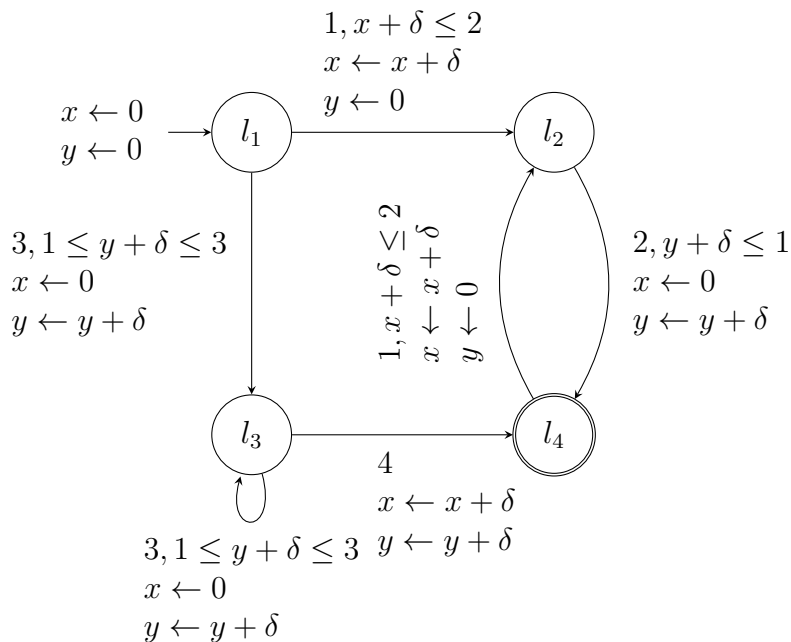 1, x + δ ≤ 2
x ← x + δ
y ← 0
x ← 0
y ← 0
l₁
l₂
3, 1 ≤ y + δ ≤ 3
x ← 0
y ← y + δ
1, x + δ ≤ 2
x ← x + δ
y ← 0
2, y + δ ≤ 1
x ← 0
y ← y + δ
l₃
l₄
4
x ← x + δ
y ← y + δ
3, 1 ≤ y + δ ≤ 3
x ← 0
y ← y + δ